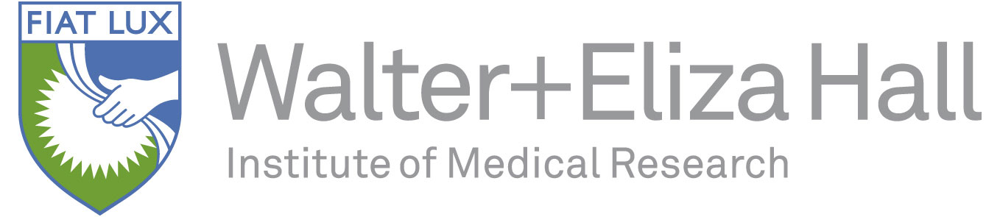 FIAT LUX
Walter+Eliza Hall
Institute of Medical Research